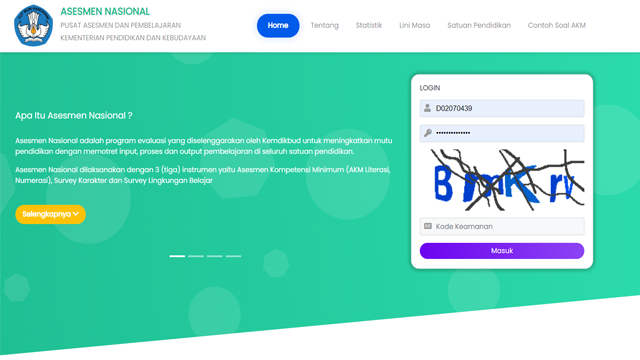 ASESMEN NASIONAL
PUSAT ASESMEN DAN PEMBELAJARAN
KEMENTERIAN PENDIDIKAN DAN KEBUDAYAAN
Home Tentang Statistik Lini Masa Satuan Pendidikan Contoh Soal AKM
Apa Itu Asesmen Nasional ?
Asesmen Nasional adalah program evaluasi yang diselenggarakan oleh Kemdikbud untuk meningkatkan mutu
pendidikan dengan memotret input, proses dan output pembelajaran di seluruh satuan pendidikan.
Asesmen Nasional dilaksanakan dengan 3 (tiga) instrumen yaitu Asesmen Kompetensi Minimum (AKM Literasi,
Numerasi), Survey Karakter dan Survey Lingkungan Belajar
Selengkapnya
LOGIN
D02070439
••••••••••••••
Kode Keamanan
Masuk